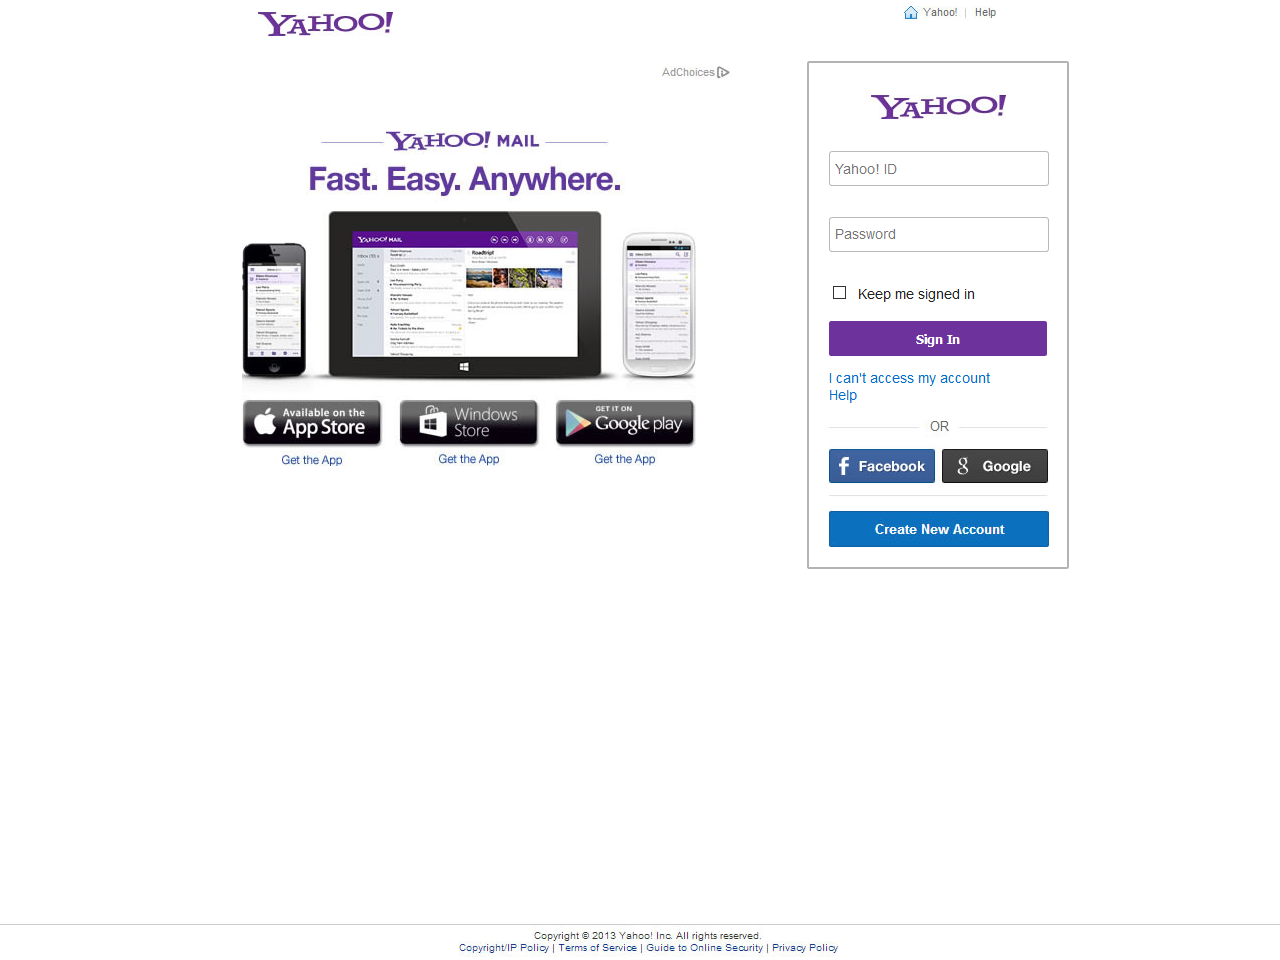 YAHOO!
Yahoo! | Help
AdChoices
YAHOO! MAIL
Fast. Easy. Anywhere.
YAHOO! MAIL
Roadtrip!
Available on the
App Store
Get the App
Windows
Store
Get the App
GET IT ON
Google play
Get the App
YAHOO!
Yahoo! ID
Password
Keep me signed in
Sign In
I can't access my account
Help
OR
Facebook
Google
Create New Account
Copyright © 2013 Yahoo! Inc. All rights reserved.
Copyright/IP Policy | Terms of Service | Guide to Online Security | Privacy Policy